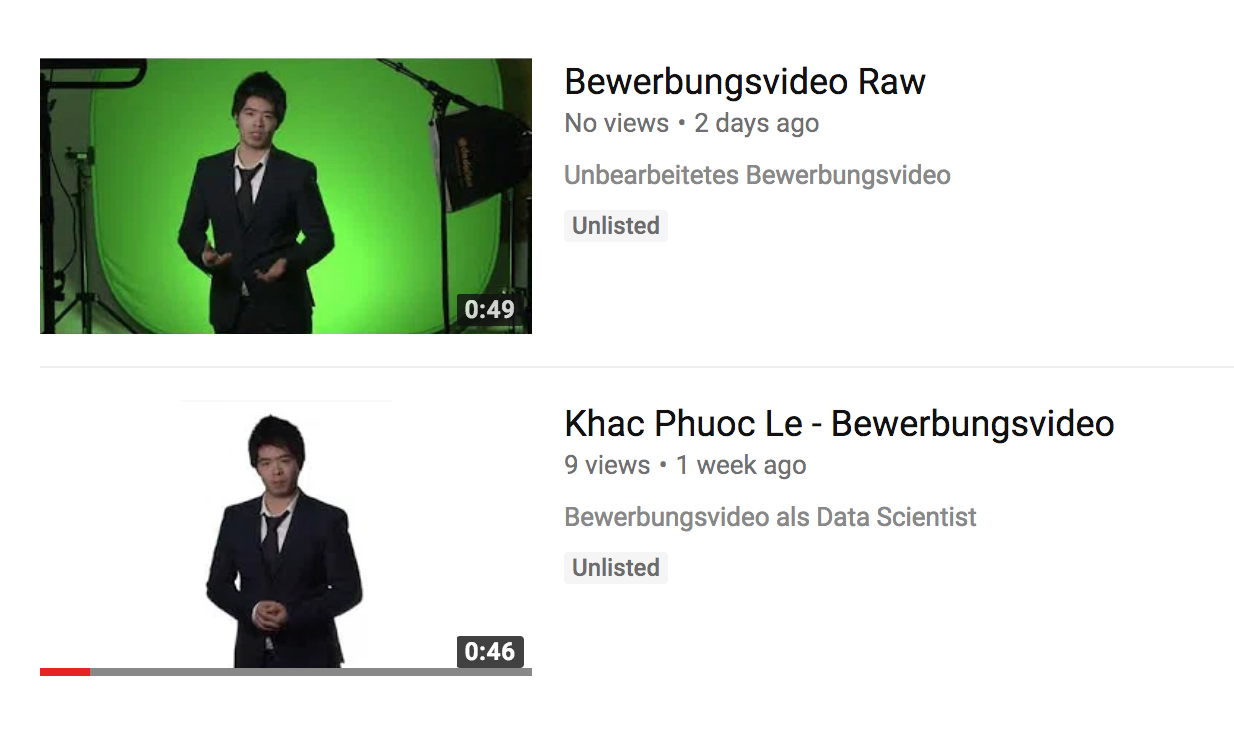 Bewerbungsvideo Raw
No views • 2 days ago
Unbearbeitetes Bewerbungsvideo
Unlisted
0:49
Khac Phuoc Le - Bewerbungsvideo
9 views • 1 week ago
Bewerbungsvideo als Data Scientist
Unlisted
0:46